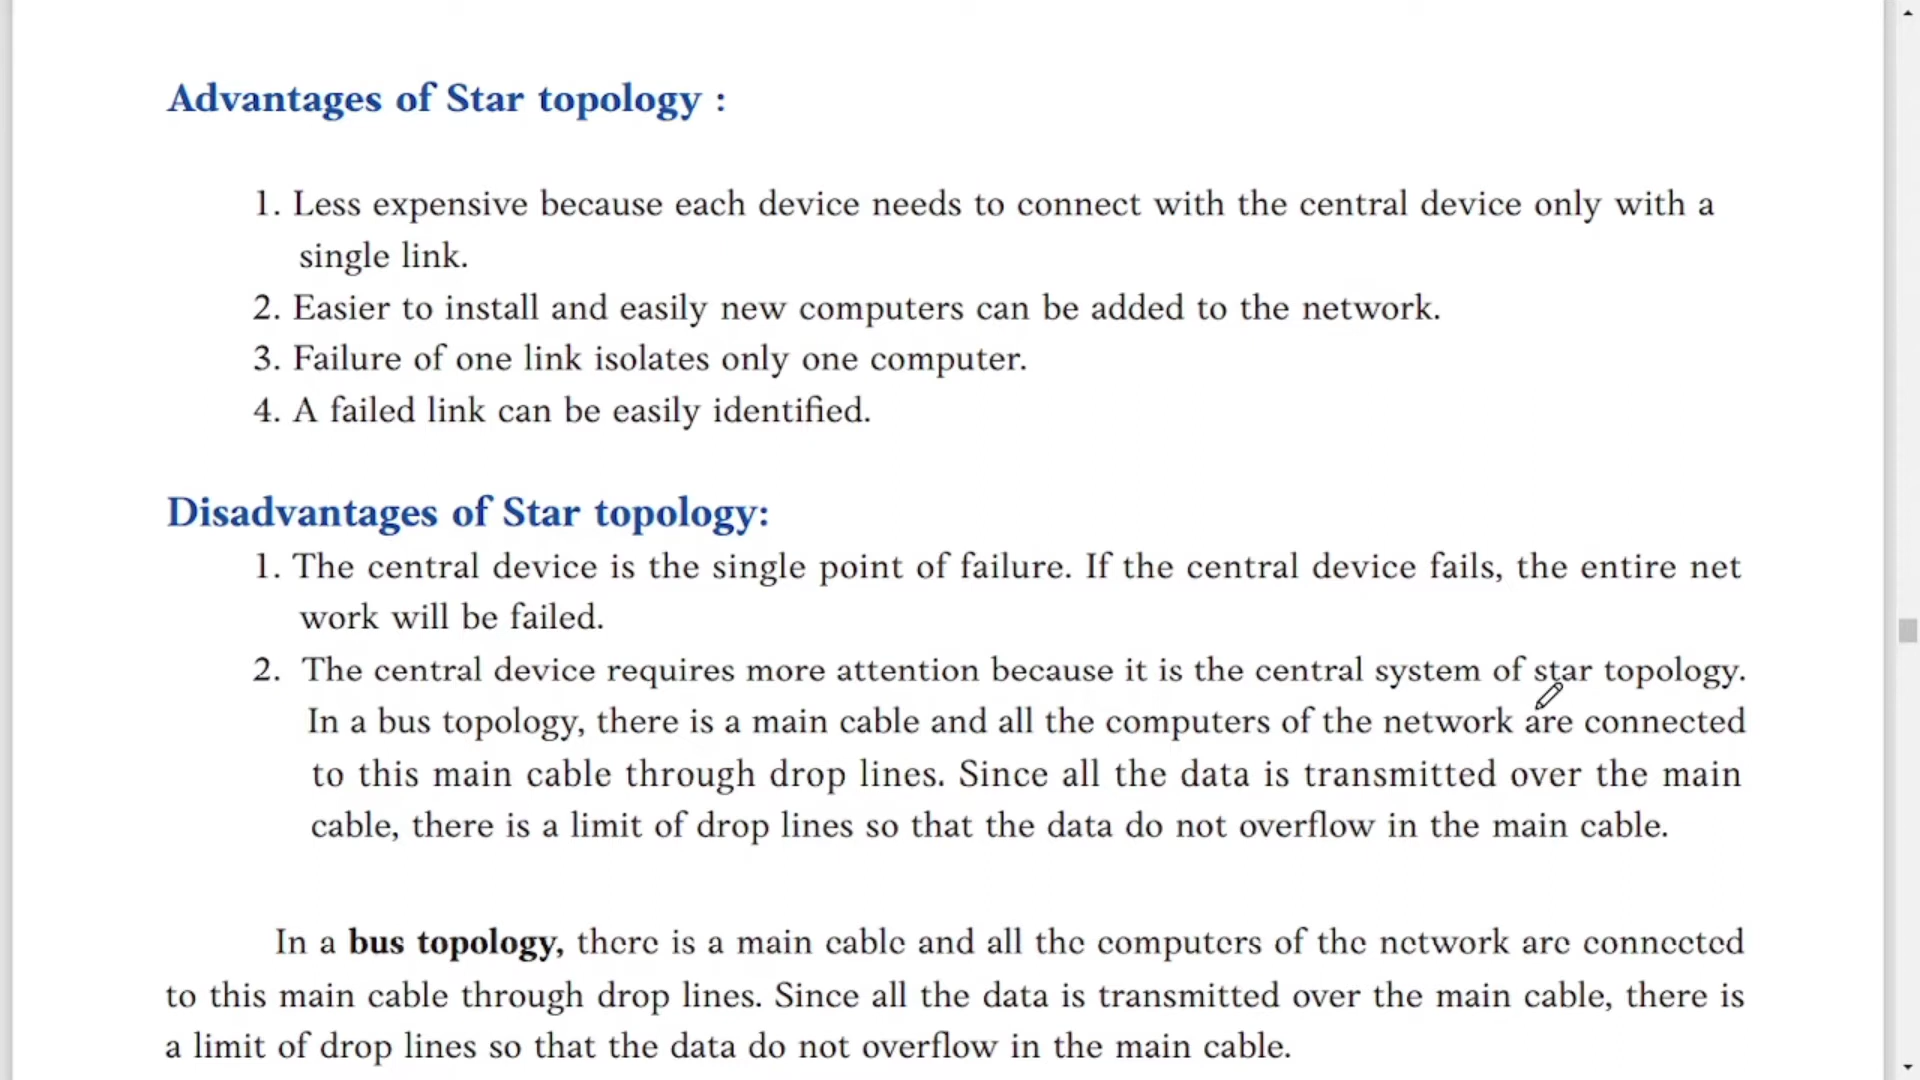 Advantages of Star topology :
1. Less expensive because each device needs to connect with the central device only with a
single link.
2. Easier to install and easily new computers can be added to the network.
3. Failure of one link isolates only one computer.
4. A failed link can be easily identified.
Disadvantages of Star topology:
1. The central device is the single point of failure. If the central device fails, the entire net
work will be failed.
2. The central device requires more attention because it is the central system of star topology.
In a bus topology, there is a main cable and all the computers of the network are connected
to this main cable through drop lines. Since all the data is transmitted over the main
cable, there is a limit of drop lines so that the data do not overflow in the main cable.
In a bus topology, there is a main cable and all the computers of the network are connected
to this main cable through drop lines. Since all the data is transmitted over the main cable, there is
a limit of drop lines so that the data do not overflow in the main cable.